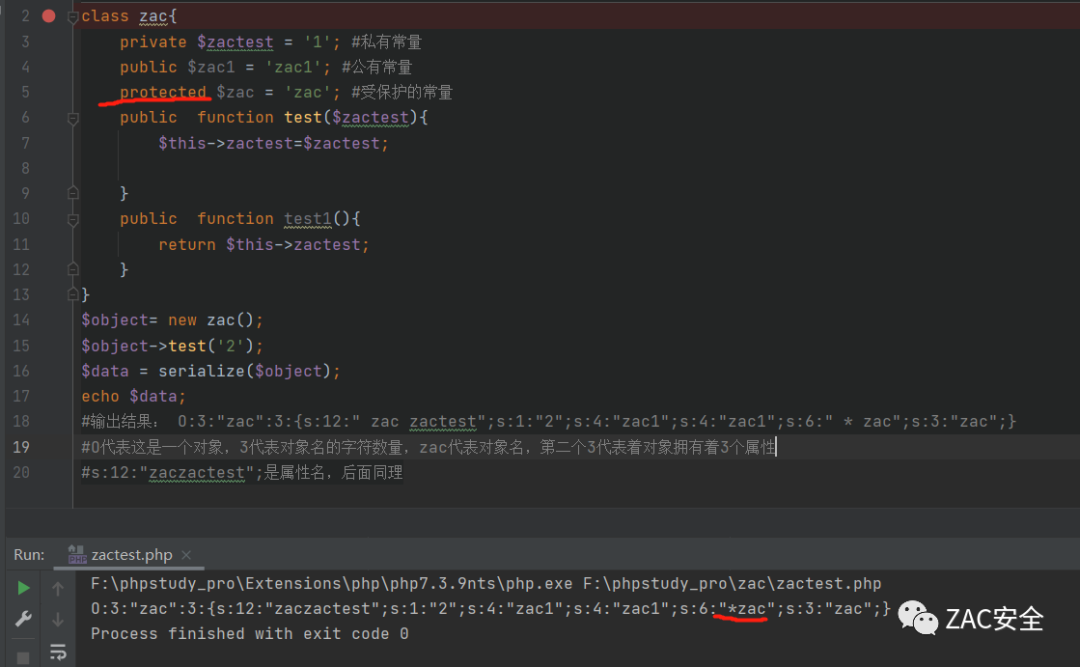 2 class zac{
3 private $zactest = '1'; #私有常量
4 public $zac1 = 'zac1'; #公有常量
5 protected $zac = 'zac'; #受保护的常量
6 public  function test($zactest){
7 $this->zactest=$zactest;
8
9 }
10 public  function test1(){
11 return $this->zactest;
12 }
13 }
14 $object= new zac();
15 $object->test('2');
16 $data = serialize($object);
17 echo $data;
18 #输出结果： O:3:"zac":3:{s:12:" zac zactest";s:1:"2";s:4:"zac1";s:4:"zac1";s:6:" * zac";s:3:"zac";}
19 #O代表这是一个对象，3代表对象名的字符数量，zac代表对象名，第二个3代表着对象拥有着3个属性
20 #s:12:"zaczactest";是属性名，后面同理
Run: zactest.php ×
F:\phpstudy_pro\Extensions\php\php7.3.9nts\php.exe F:\phpstudy_pro\zac\zactest.php
O:3:"zac":3:{s:12:"zaczactest";s:1:"2";s:4:"zac1";s:4:"zac1";s:6:"*zac";s:3:"zac";}
Process finished with exit code 0
ZAC安全